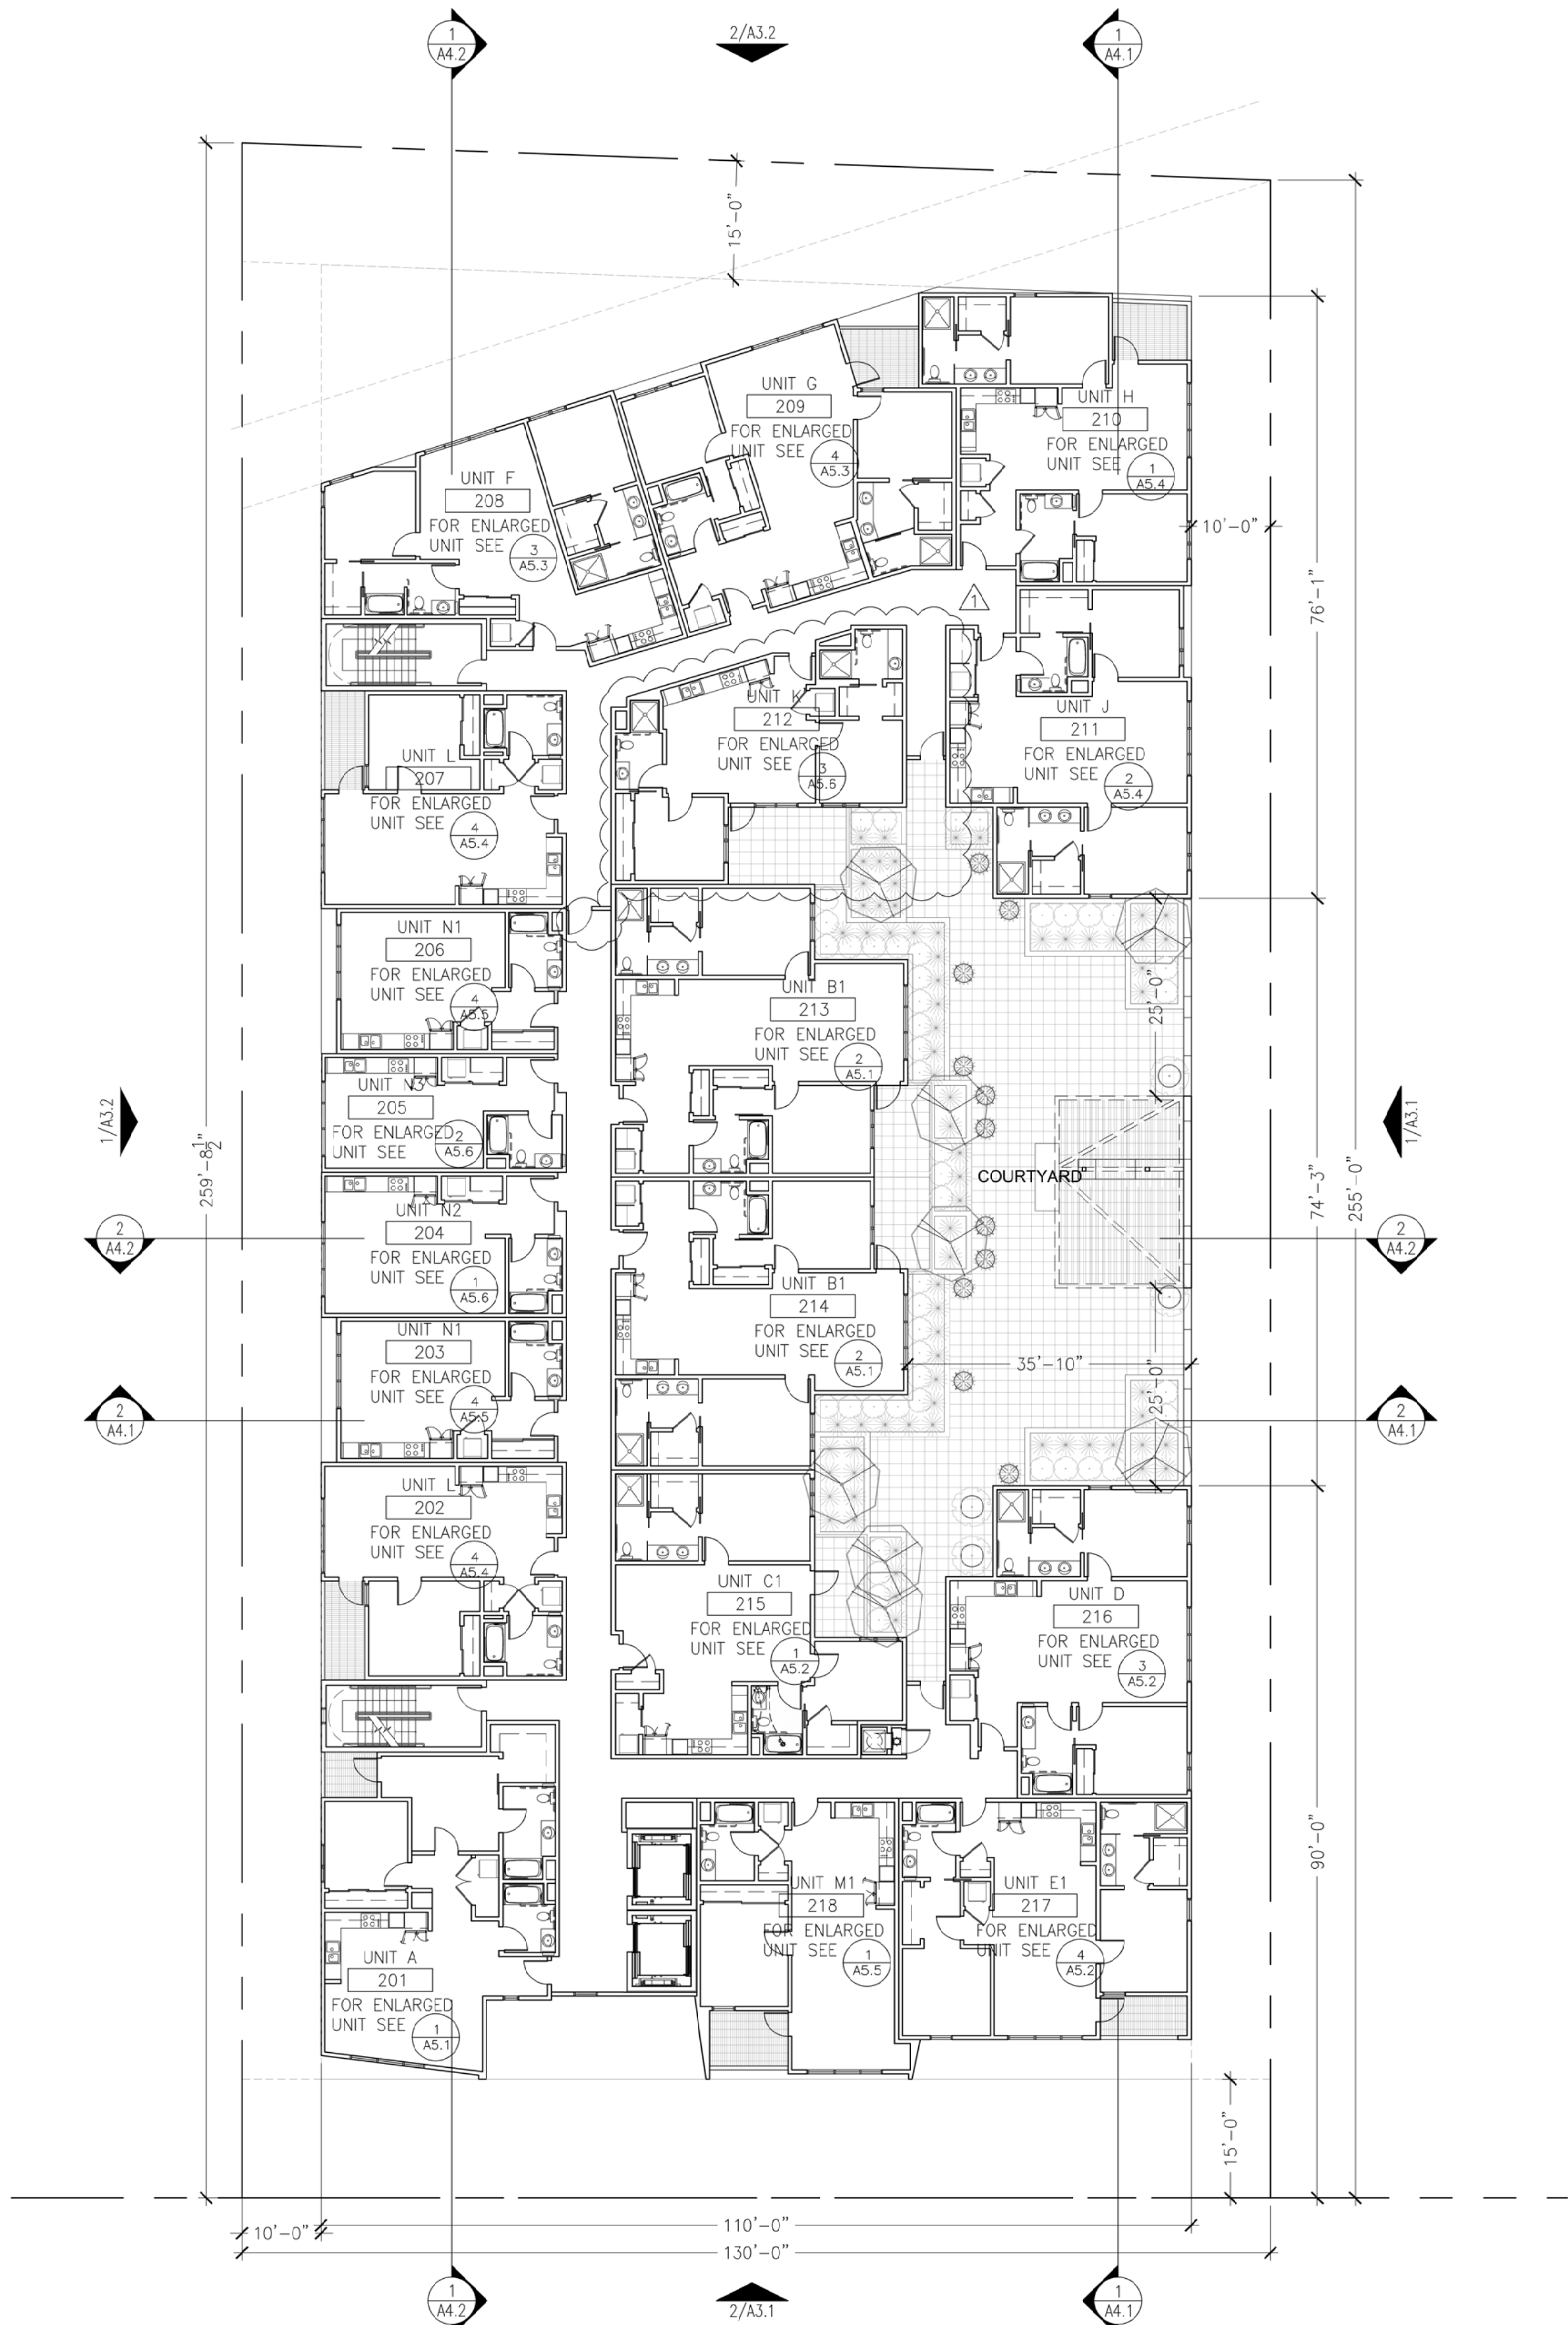 1
A4.2
2/A3.2
1
A4.1
15'-0"
UNIT G
209
FOR ENLARGED
UNIT SEE
4
A5.3
UNIT H
210
FOR ENLARGED
UNIT SEE
1
A5.4
UNIT F
208
FOR ENLARGED
UNIT SEE
3
A5.3
10'-0"
76'-1"
1
UNIT K
212
FOR ENLARGED
UNIT SEE
3
A5.6
UNIT J
211
FOR ENLARGED
UNIT SEE
2
A5.4
UNIT L
207
FOR ENLARGED
UNIT SEE
4
A5.4
UNIT N1
206
FOR ENLARGED
UNIT SEE
4
A5.5
UNIT B1
213
FOR ENLARGED
UNIT SEE
2
A5.1
25'-0"
UNIT N3
205
FOR ENLARGED
UNIT SEE
2
A5.6
1/A3.2
259'-8 1/2"
COURTYARD
74'-3"
255'-0"
1/A3.1
UNIT N2
204
FOR ENLARGED
UNIT SEE
1
A5.6
2
A4.2
2
A4.2
UNIT B1
214
FOR ENLARGED
UNIT SEE
2
A5.1
35'-10"
25'-0"
UNIT N1
203
FOR ENLARGED
UNIT SEE
4
A5.5
2
A4.1
2
A4.1
UNIT L
202
FOR ENLARGED
UNIT SEE
4
A5.4
UNIT C1
215
FOR ENLARGED
UNIT SEE
1
A5.2
UNIT D
216
FOR ENLARGED
UNIT SEE
3
A5.2
90'-0"
UNIT M1
218
FOR ENLARGED
UNIT SEE
1
A5.5
UNIT E1
217
FOR ENLARGED
UNIT SEE
4
A5.2
UNIT A
201
FOR ENLARGED
UNIT SEE
1
A5.1
15'-0"
10'-0"
110'-0"
130'-0"
1
A4.2
2/A3.1
1
A4.1